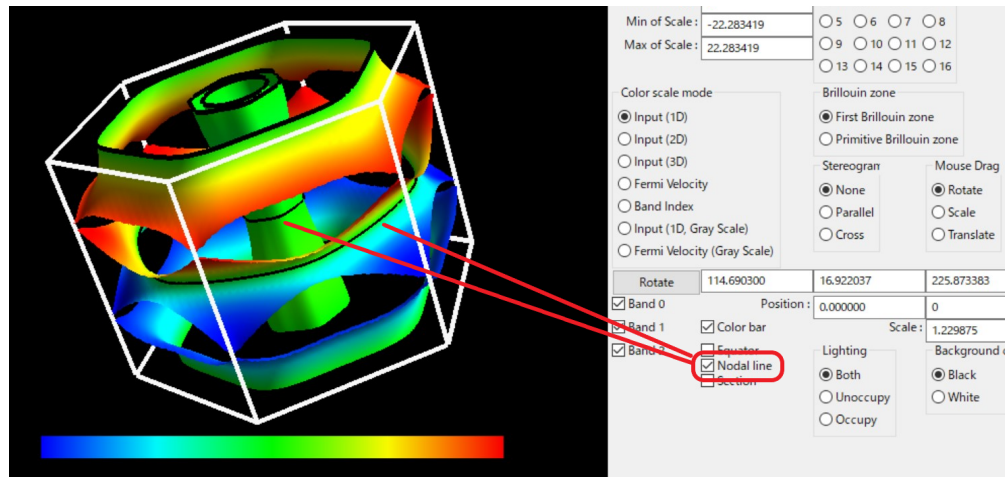 Min of Scale : -22.283419
Max of Scale : 22.283419
5 6 7 8
9 10 11 12
13 14 15 16
Color scale mode
Input (1D)
Input (2D)
Input (3D)
Fermi Velocity
Band Index
Input (1D, Gray Scale)
Fermi Velocity (Gray Scale)
Brillouin zone
First Brillouin zone
Primitive Brillouin zone
Stereogran
None
Parallel
Cross
Mouse Drag
Rotate
Scale
Translate
Rotate 114.690300 16.922037 225.873383
Band 0 Position : 0.000000 0
Band 1 Color bar Scale : 1.229875
Band 2 Equator
Nodal line
Section
Lighting
Both
Unoccupy
Occupy
Background
Black
White